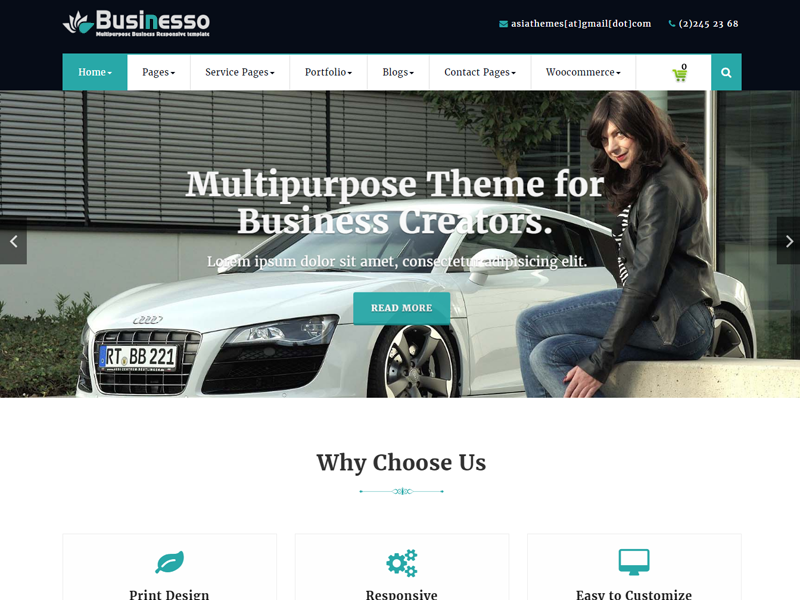 Businesso
Multipurpose Business Responsive template
asiathemes[at]gmail[dot]com
(2)245 23 68
Home
Pages
Service Pages
Portfolio
Blogs
Contact Pages
Woocommerce
0
Multipurpose Theme for
Business Creators.
Lorem ipsum dolor sit amet, consectetur adipisicing elit.
READ MORE
RT BB 221
Why Choose Us
Print Design
Responsive
Easy to Customize